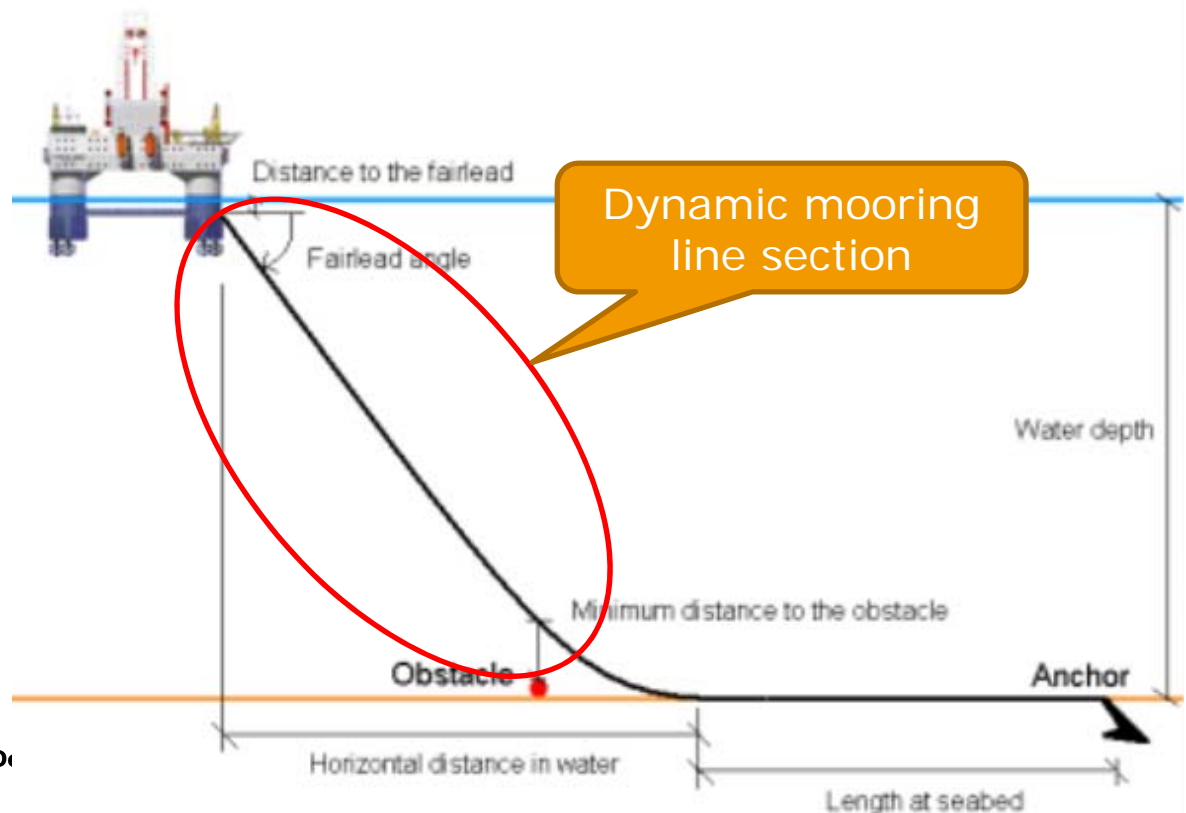 Distance to the fairlead
Dynamic mooring
line section
Fairlead angle
Water depth
Minimum distance to the obstacle
Obstacle
Anchor
Horizontal distance in water
Length at seabed